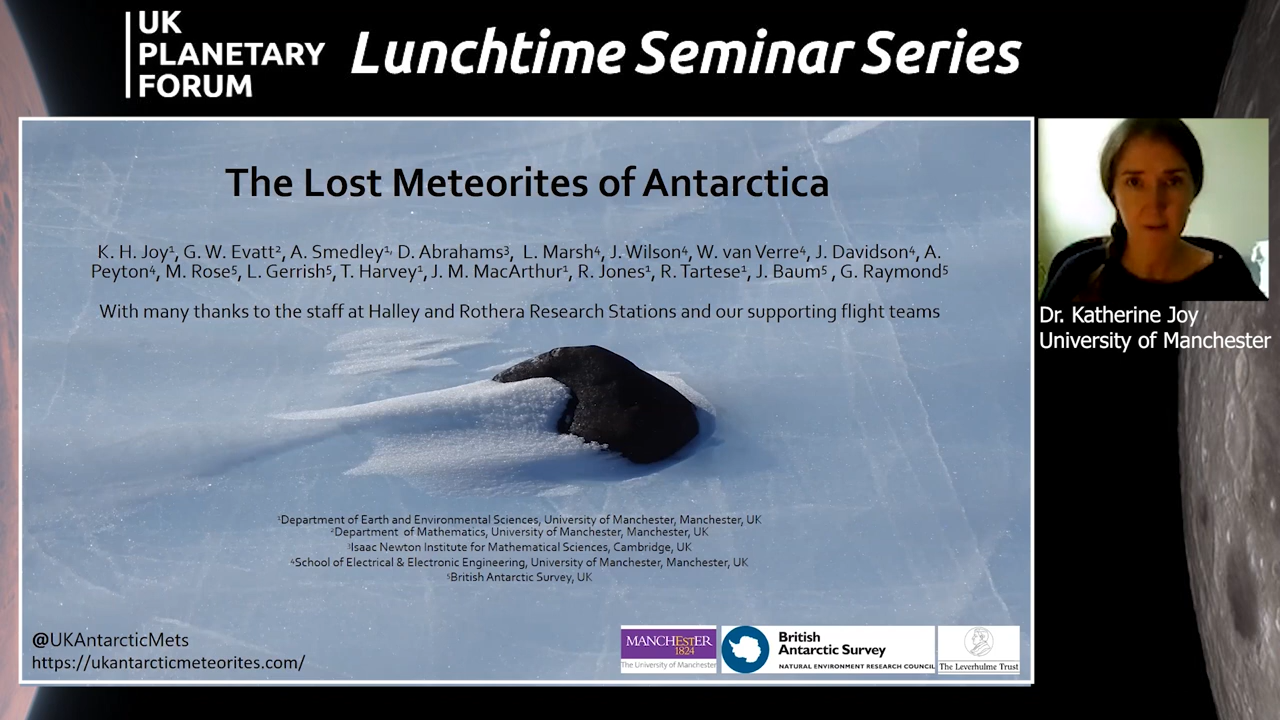 UK
PLANETARY
FORUM
Lunchtime Seminar Series
The Lost Meteorites of Antarctica
K. H. Joy¹, G. W. Evatt², A. Smedley¹, D. Abrahams³, L. Marsh⁴, J. Wilson⁴, W. van Verre⁴, J. Davidson⁴, A.
Peyton⁴, M. Rose⁵, L. Gerrish⁵, T. Harvey¹, J. M. MacArthur¹, R. Jones¹, R. Tartese¹, J. Baum⁵ , G. Raymond⁵
With many thanks to the staff at Halley and Rothera Research Stations and our supporting flight teams
Dr. Katherine Joy
University of Manchester
¹Department of Earth and Environmental Sciences, University of Manchester, Manchester, UK
²Department of Mathematics, University of Manchester, Manchester, UK
³Isaac Newton Institute for Mathematical Sciences, Cambridge, UK
⁴School of Electrical & Electronic Engineering, University of Manchester, Manchester, UK
⁵British Antarctic Survey, UK
@UKAntarcticMets
https://ukantarcticmeteorites.com/
MANCHESTER
1824
The University of Manchester
British
Antarctic Survey
NATURAL ENVIRONMENT RESEARCH COUNCIL
The Leverhulme Trust